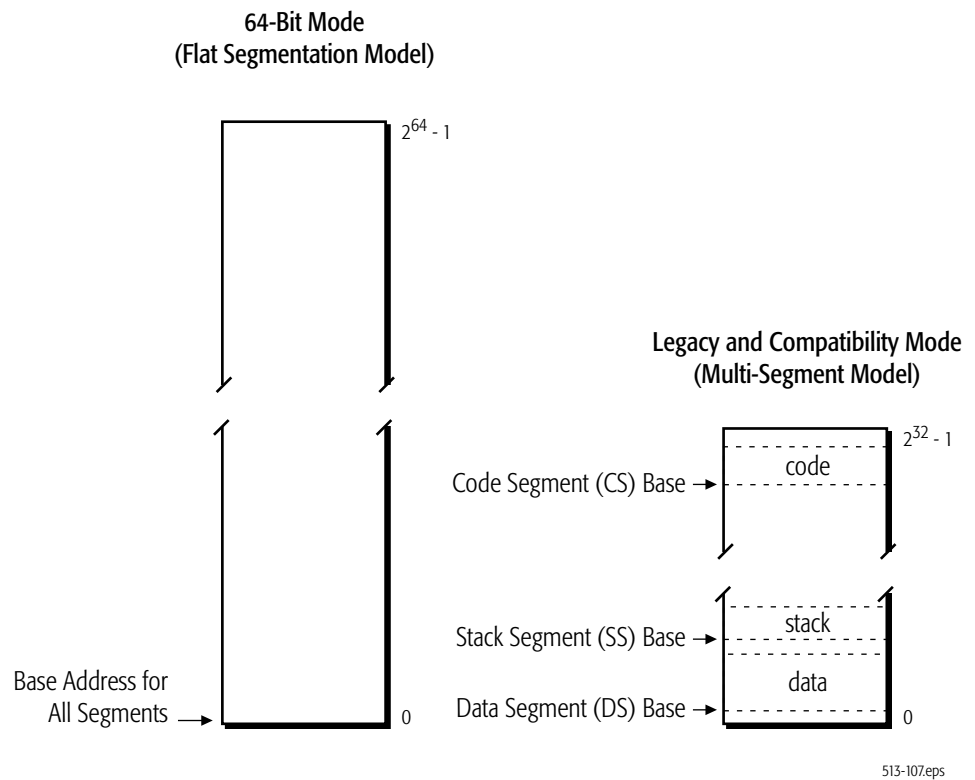 64-Bit Mode
(Flat Segmentation Model)
2^64 - 1
Legacy and Compatibility Mode
(Multi-Segment Model)
2^32 - 1
code
Code Segment (CS) Base
stack
Stack Segment (SS) Base
Base Address for
All Segments
0
data
Data Segment (DS) Base
0
513-107.eps